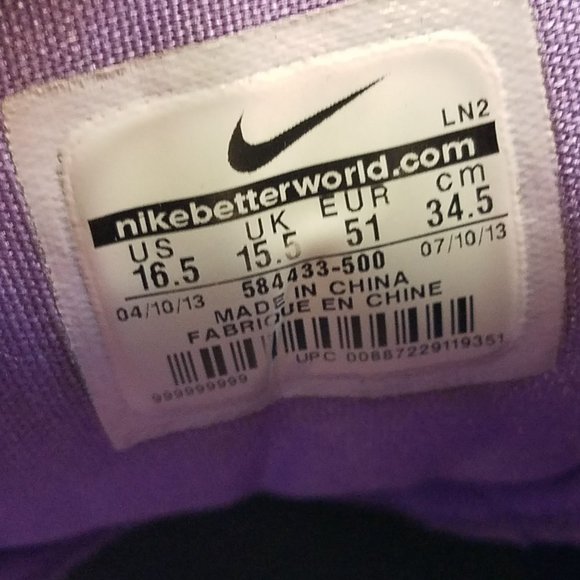 LN2
nikebetterworld.com
US UK EUR cm
16.5 15.5 51 34.5
04/10/13 584433-500 07/10/13
MADE IN CHINA
FABRIQUE EN CHINE
999999999 UPC 00887229119351